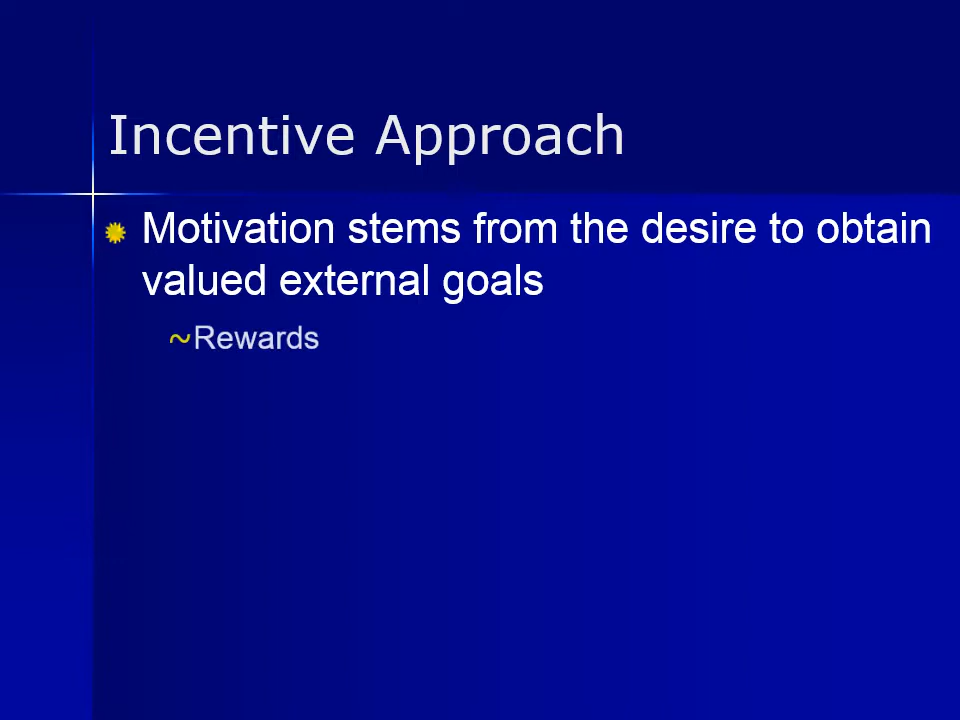 Incentive Approach
Motivation stems from the desire to obtain
valued external goals
~Rewards